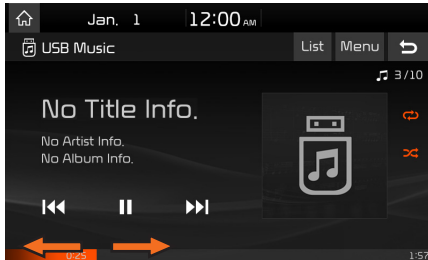 Jan. 1 12:00 AM
USB Music List Menu
3/10
No Title Info.
No Artist Info.
No Album Info.
0:25 1:57